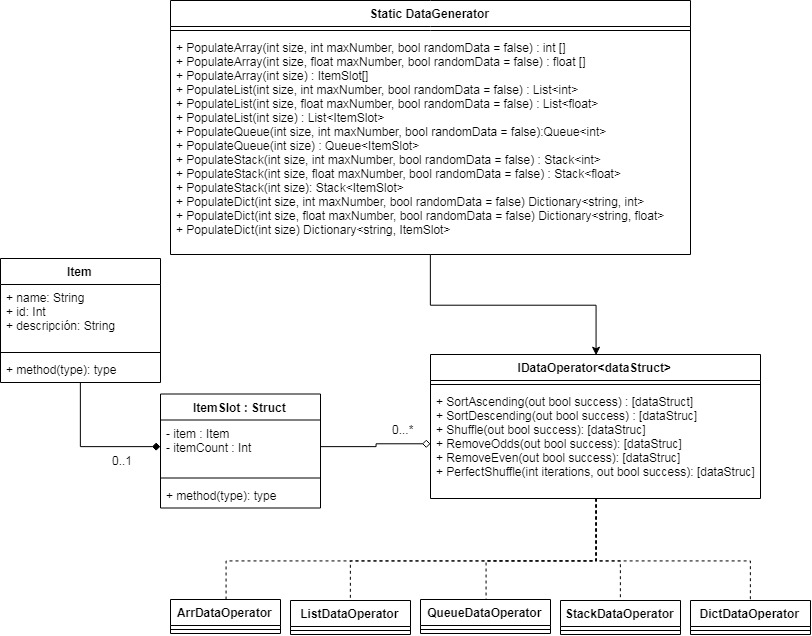 Static DataGenerator
+ PopulateArray(int size, int maxNumber, bool randomData = false) : int []
+ PopulateArray(int size, float maxNumber, bool randomData = false) : float []
+ PopulateArray(int size) : ItemSlot[]
+ PopulateList(int size, int maxNumber, bool randomData = false) : List<int>
+ PopulateList(int size, float maxNumber, bool randomData = false) : List<float>
+ PopulateList(int size) : List<ItemSlot>
+ PopulateQueue(int size, int maxNumber, bool randomData = false):Queue<int>
+ PopulateQueue(int size) : Queue<ItemSlot>
+ PopulateStack(int size, int maxNumber, bool randomData = false) : Stack<int>
+ PopulateStack(int size, float maxNumber, bool randomData = false) : Stack<float>
+ PopulateStack(int size): Stack<ItemSlot>
+ PopulateDict(int size, int maxNumber, bool randomData = false) Dictionary<string, int>
+ PopulateDict(int size, float maxNumber, bool randomData = false) Dictionary<string, float>
+ PopulateDict(int size) Dictionary<string, ItemSlot>
Item
+ name: String
+ id: Int
+ descripción: String
+ method(type): type
ItemSlot : Struct
- item : Item
- itemCount : Int
+ method(type): type
0..1
0...*
IDataOperator<dataStruct>
+ SortAscending(out bool success) : [dataStruct]
+ SortDescending(out bool success) : [dataStruc]
+ Shuffle(out bool success): [dataStruc]
+ RemoveOdds(out bool success): [dataStruc]
+ RemoveEven(out bool success): [dataStruc]
+ PerfectShuffle(int iterations, out bool success): [dataStruc]
ArrDataOperator
ListDataOperator
QueueDataOperator
StackDataOperator
DictDataOperator